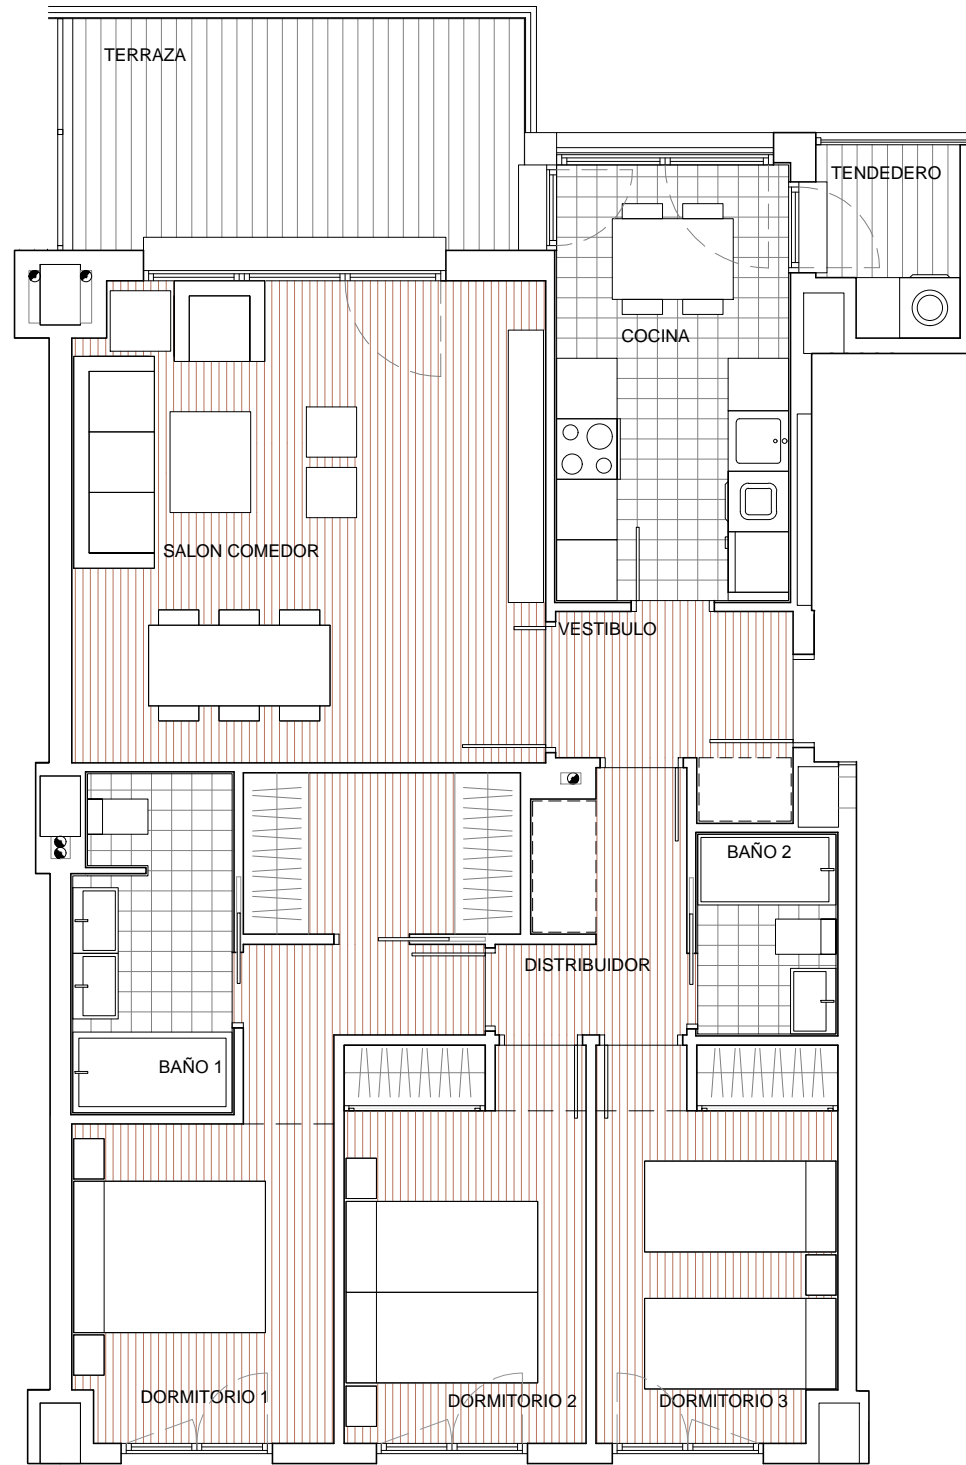 TERRAZA
TENDEDERO
COCINA
SALON COMEDOR
VESTIBULO
BAÑO 2
DISTRIBUIDOR
BAÑO 1
DORMITORIO 1
DORMITORIO 2
DORMITORIO 3